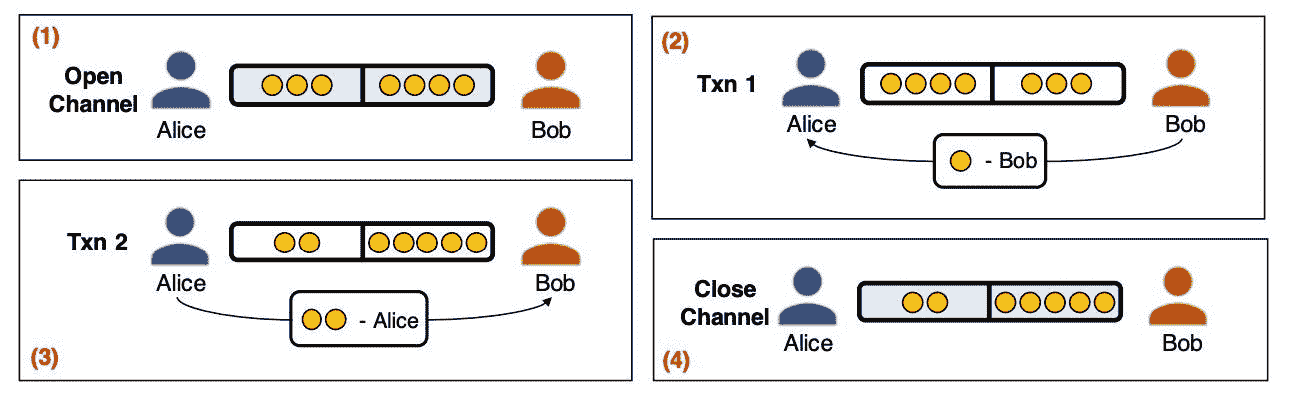 (1)
Open
Channel
Alice
Bob
(2)
Txn 1
Alice
Bob
- Bob
Txn 2
Alice
Bob
- Alice
(3)
Close
Channel
Alice
Bob
(4)